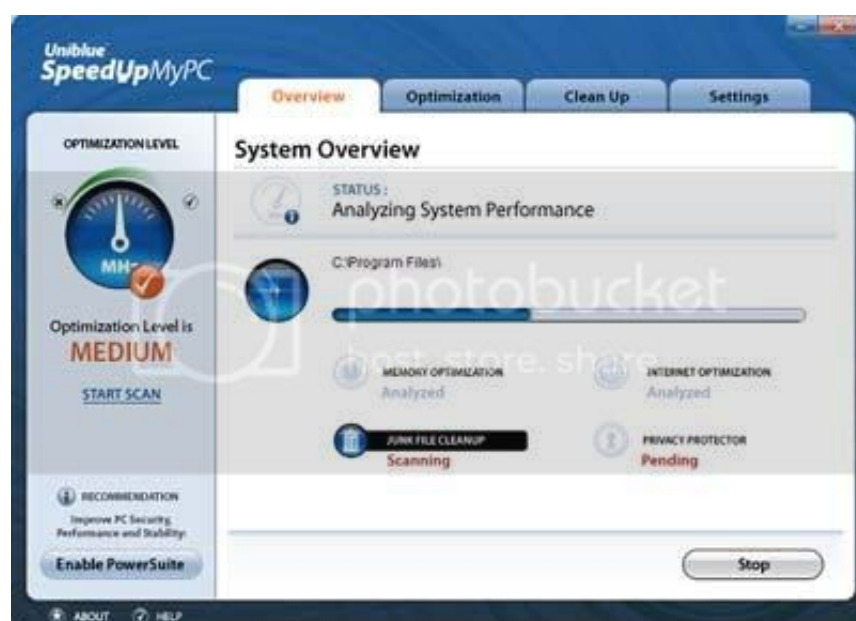 Uniblue
SpeedUpMyPC
Overview
Optimization
Clean Up
Settings
OPTIMIZATION LEVEL
MHz
Optimization Level is
MEDIUM
START SCAN
RECOMMENDATION
Improve PC Security,
Performance and Stability:
Enable PowerSuite
ABOUT
HELP
System Overview
STATUS :
Analyzing System Performance
C:\Program Files\
photobucket
host. store. share.
MEMORY OPTIMIZATION
Analyzed
INTERNET OPTIMIZATION
Analyzed
JUNK FILE CLEANUP
Scanning
PRIVACY PROTECTOR
Pending
Stop